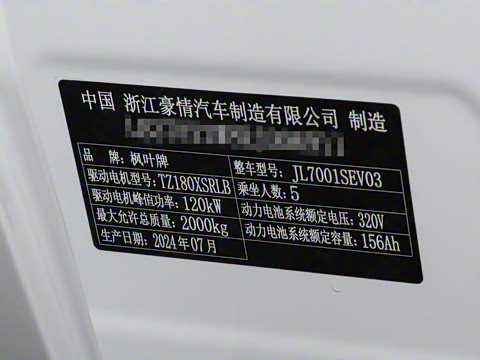 中国 浙江豪情汽车制造有限公司 制造
品 牌: 枫叶牌 整车型号: JL7001SEV03
驱动电机型号: TZ180XSRLB 乘坐人数: 5
驱动电机峰值功率: 120kW 动力电池系统额定电压: 320V
最大允许总质量: 2000kg 动力电池系统额定容量: 156Ah
生产日期: 2024年07月